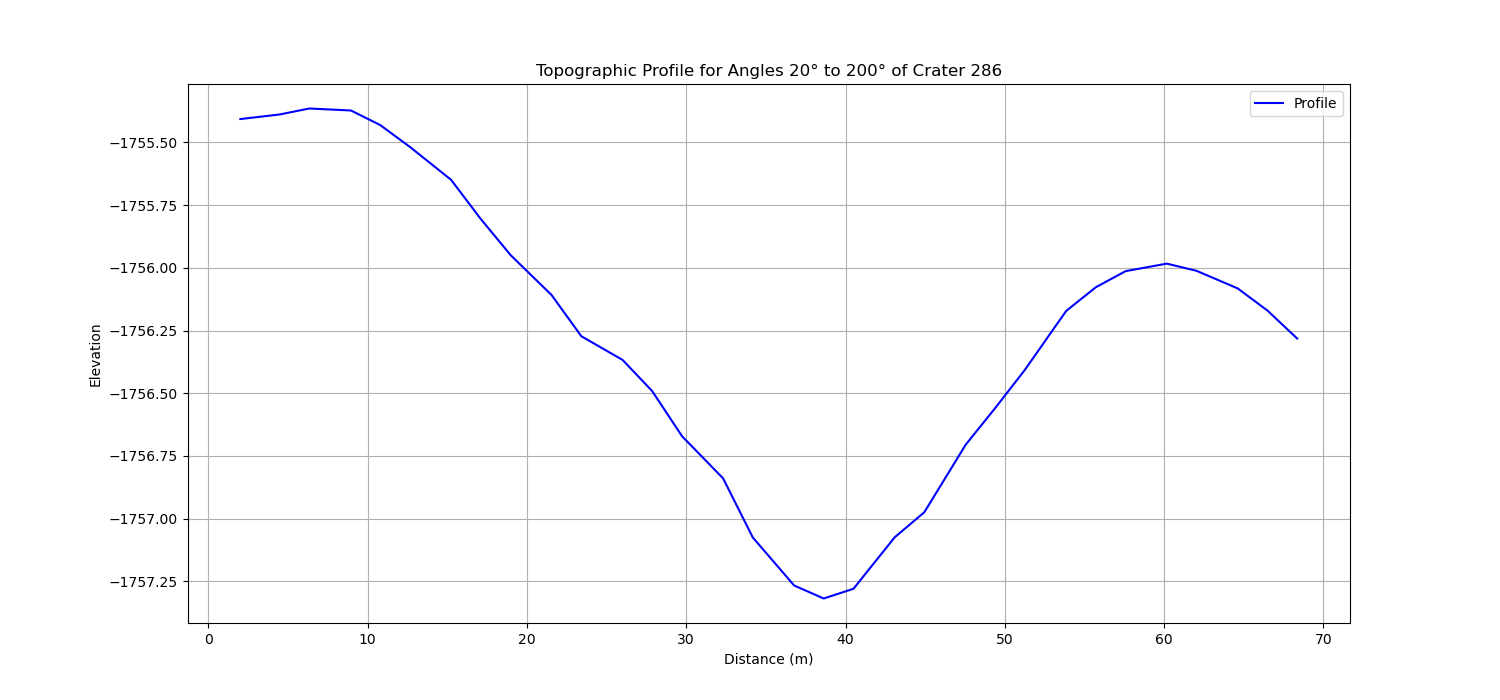 Topographic Profile for Angles 20° to 200° of Crater 286
Profile
−1755.50
−1755.75
−1756.00
−1756.25
−1756.50
−1756.75
−1757.00
−1757.25
Elevation
0 10 20 30 40 50 60 70
Distance (m)